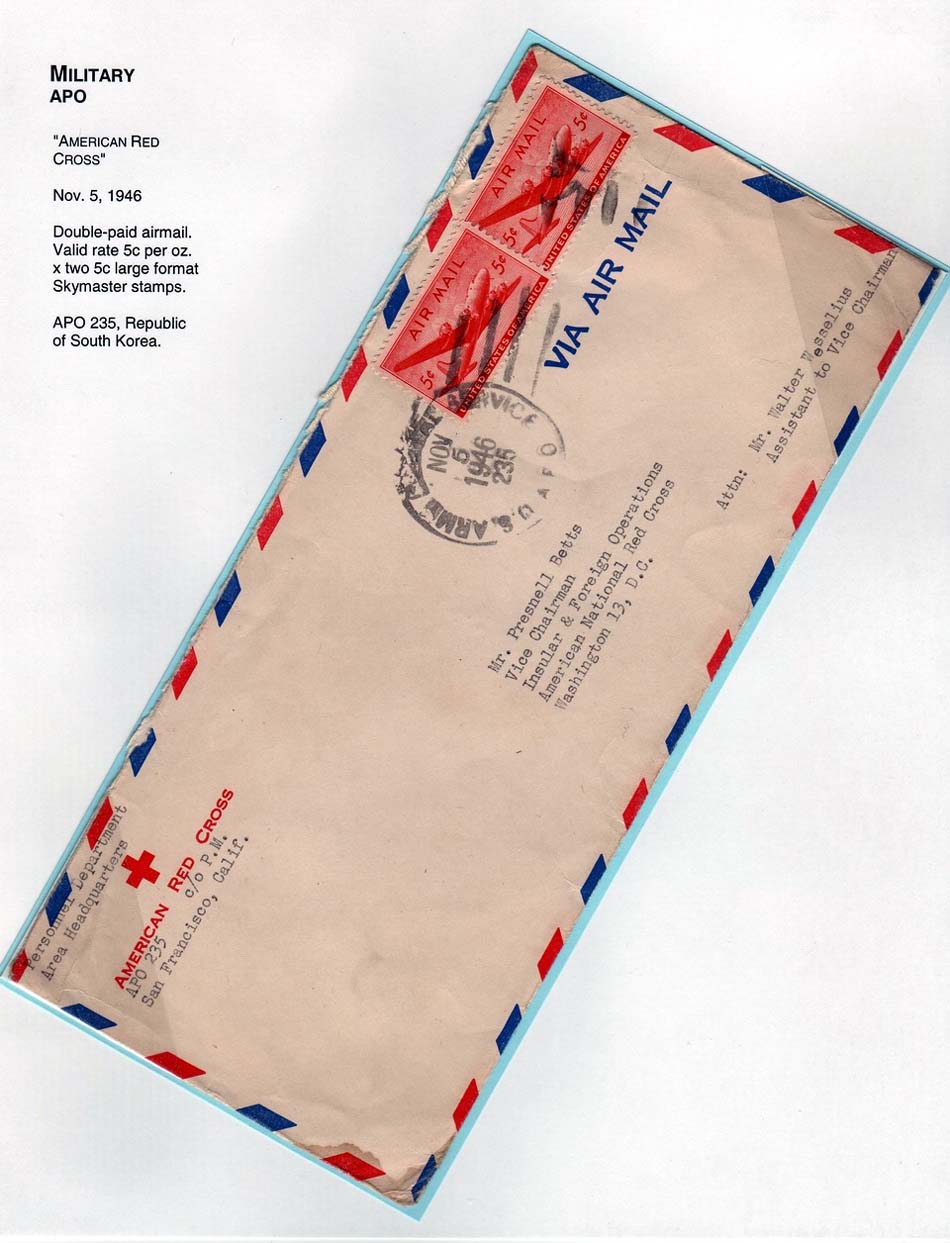 MILITARY
APO
"AMERICAN RED
CROSS"
Nov. 5, 1946
Double-paid airmail.
Valid rate 5c per oz.
x two 5c large format
Skymaster stamps.
APO 235, Republic
of South Korea.
AIR MAIL
5¢
5¢
UNITED STATES OF AMERICA
AIR MAIL
5¢
5¢
UNITED STATES OF AMERICA
VIA AIR MAIL
U.S. ARMY SERVICE
A P O
NOV
5
1946
235
Attn: Mr. Walter Wesselius
Assistant to Vice Chairman
Mr. Presnell Betts
Vice Chairman
Insular & Foreign Operations
American National Red Cross
Washington 13, D.C.
Personnel Department
Area Headquarters
AMERICAN RED CROSS
APO 235 c/o P.M.
San Francisco, Calif.